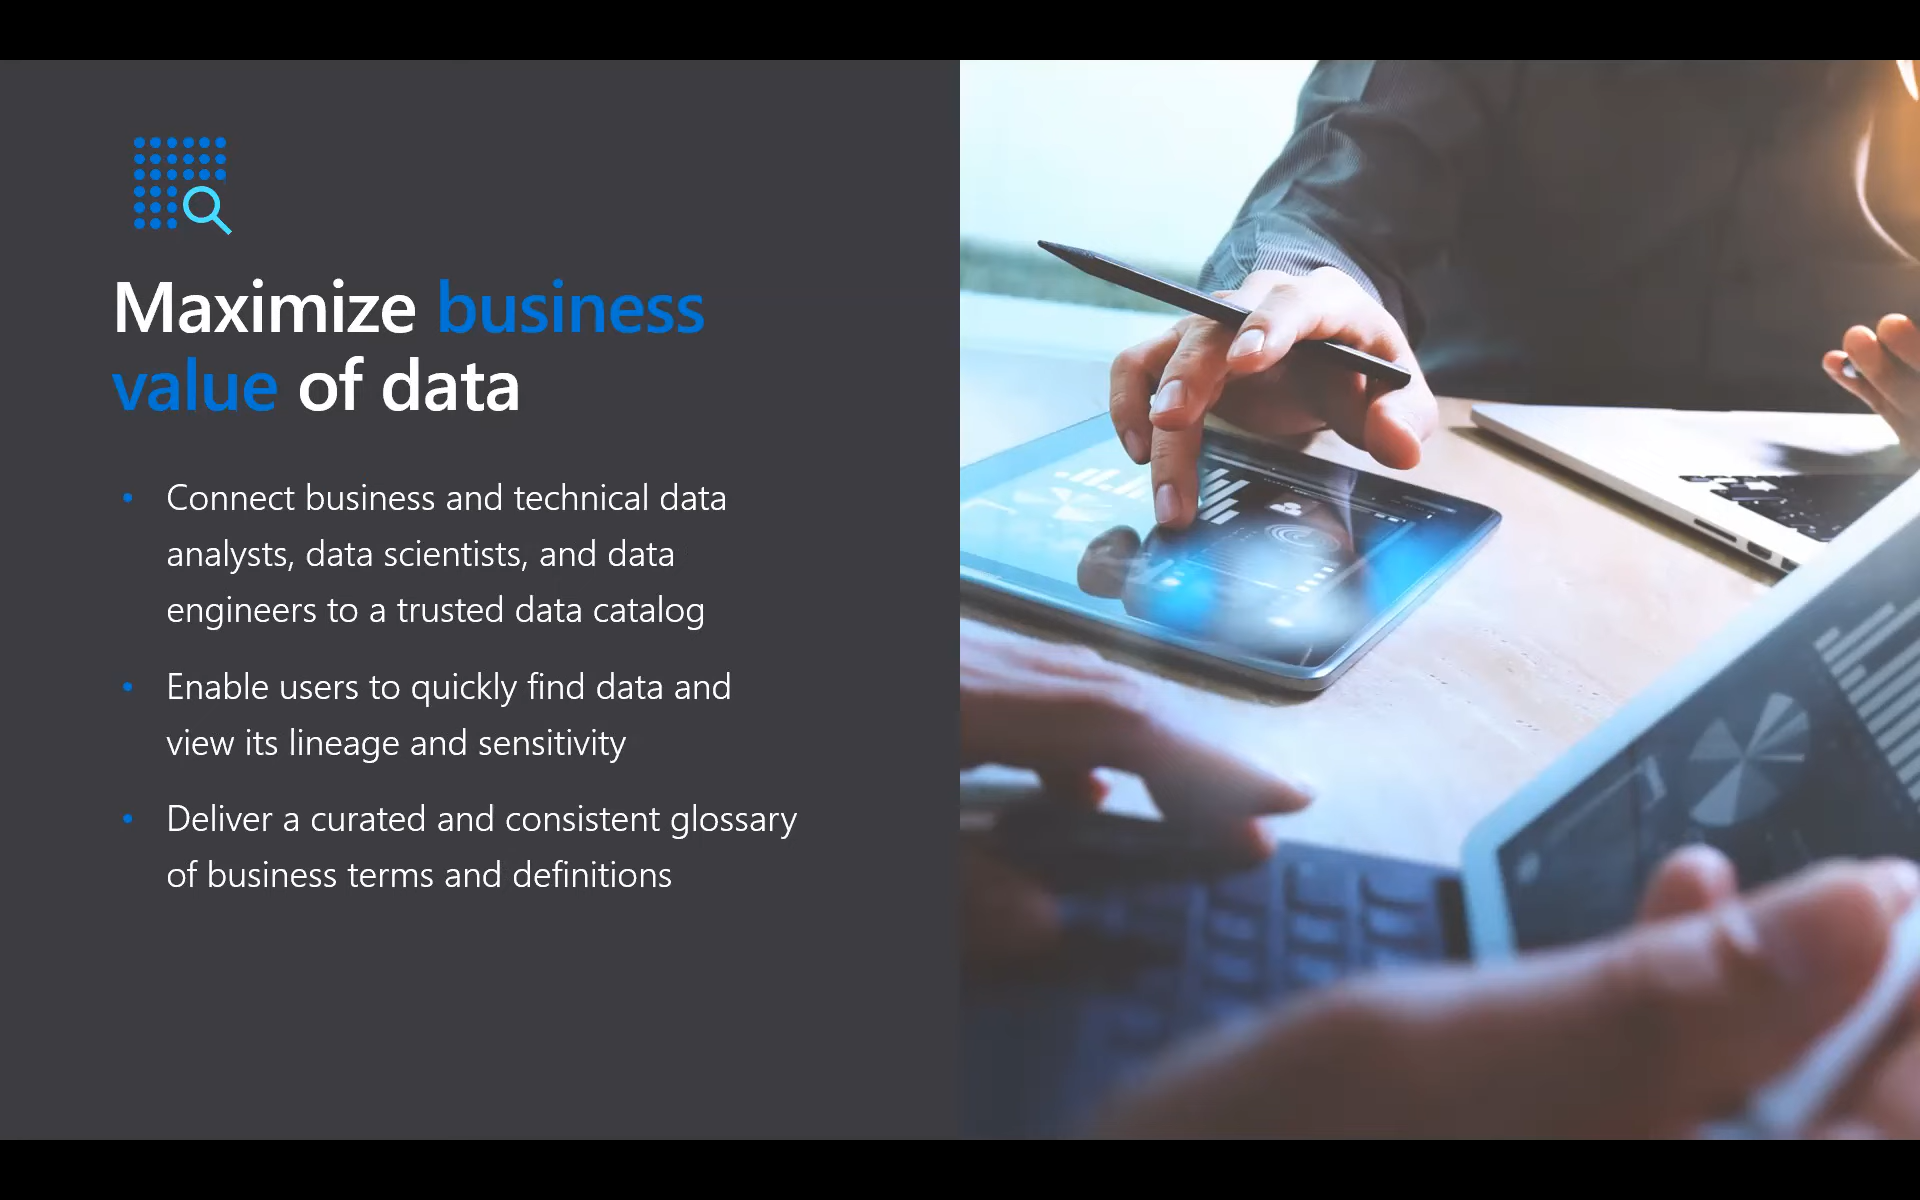 Maximize business
value of data
• Connect business and technical data
analysts, data scientists, and data
engineers to a trusted data catalog
• Enable users to quickly find data and
view its lineage and sensitivity
• Deliver a curated and consistent glossary
of business terms and definitions